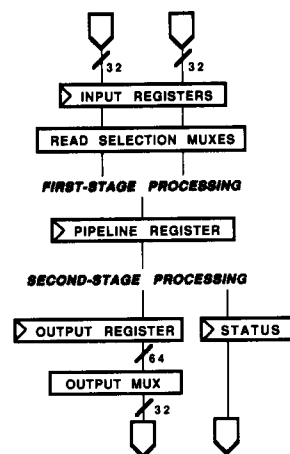 32 32
INPUT REGISTERS
READ SELECTION MUXES
FIRST-STAGE PROCESSING
PIPELINE REGISTER
SECOND-STAGE PROCESSING
OUTPUT REGISTER STATUS
64
OUTPUT MUX
32